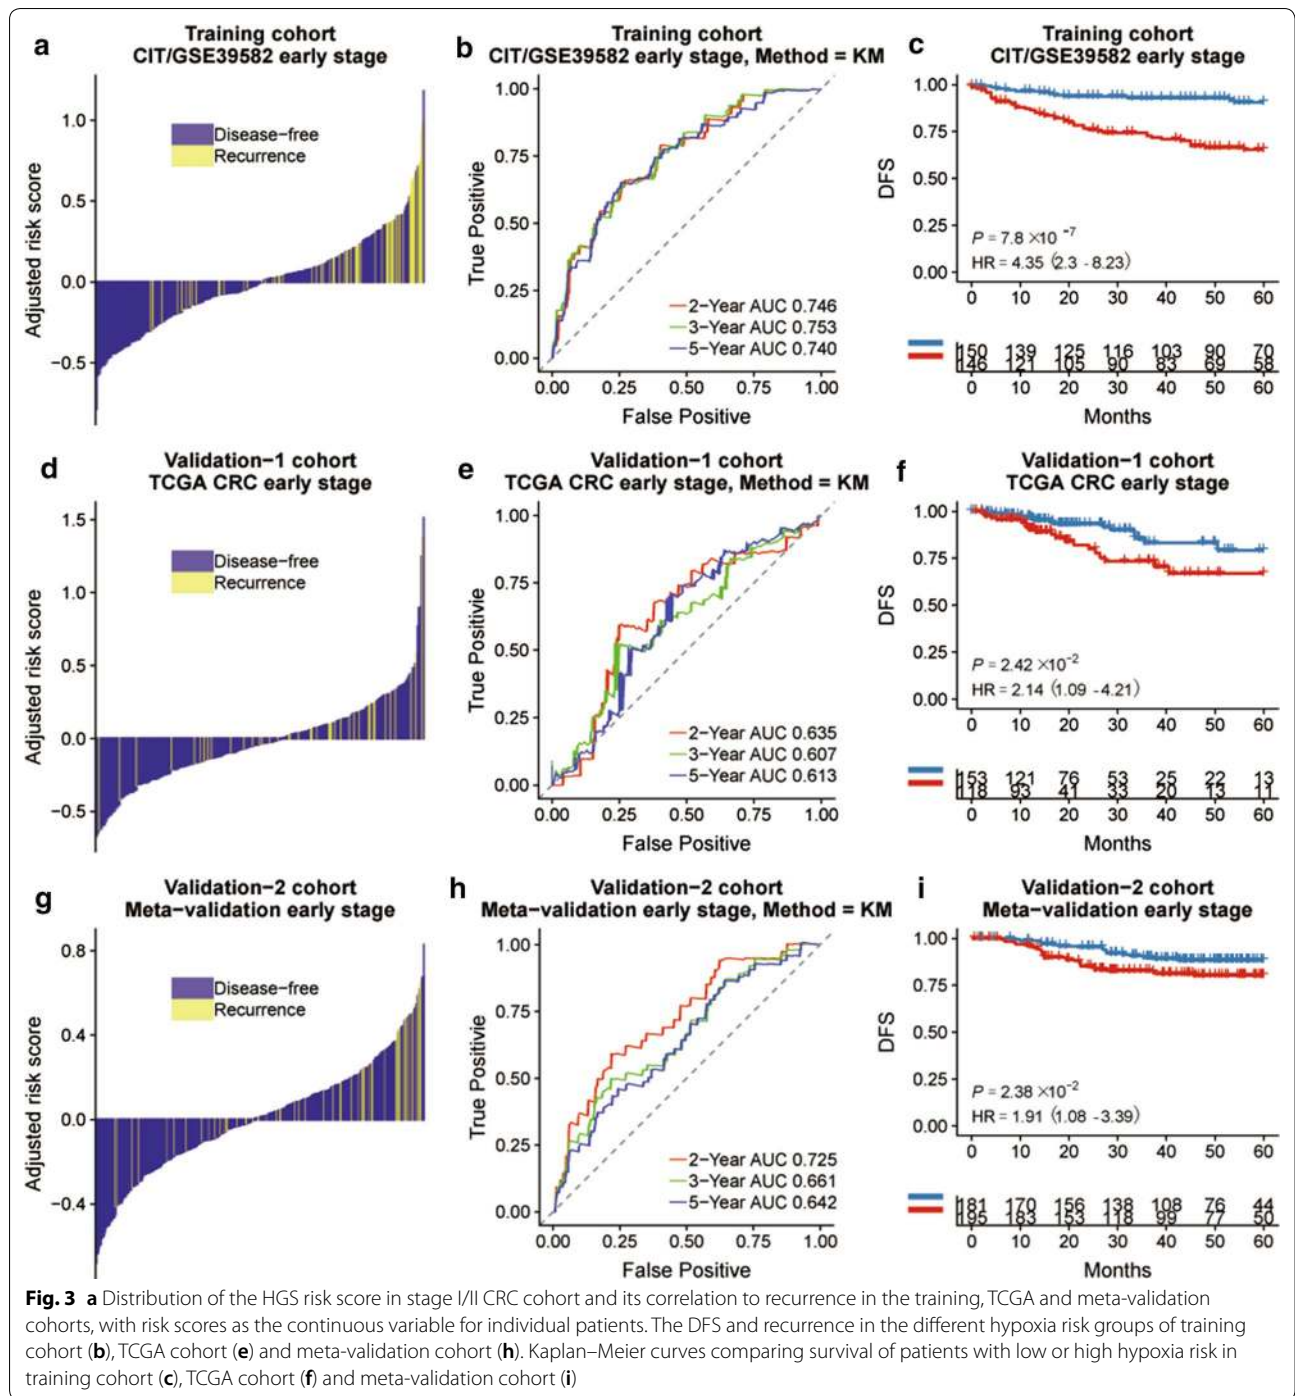 a
Training cohort
CIT/GSE39582 early stage
Adjusted risk score
1.0
0.5
0.0
−0.5
Disease−free
Recurrence
b
Training cohort
CIT/GSE39582 early stage, Method = KM
True Positivie
1.00
0.75
0.50
0.25
0.00
2−Year AUC 0.746
3−Year AUC 0.753
5−Year AUC 0.740
0.00 0.25 0.50 0.75 1.00
False Positive
c
Training cohort
CIT/GSE39582 early stage
DFS
1.00
0.75
0.50
0.25
0.00
P = 7.8 ×10 −7
HR = 4.35 (2.3 - 8.23)
0 10 20 30 40 50 60
150 139 125 116 103 90 70
146 121 105 90 83 69 58
0 10 20 30 40 50 60
Months
d
Validation−1 cohort
TCGA CRC early stage
Adjusted risk score
1.5
1.0
0.5
0.0
−0.5
Disease−free
Recurrence
e
Validation−1 cohort
TCGA CRC early stage, Method = KM
True Positivie
1.00
0.75
0.50
0.25
0.00
2−Year AUC 0.635
3−Year AUC 0.607
5−Year AUC 0.613
0.00 0.25 0.50 0.75 1.00
False Positive
f
Validation−1 cohort
TCGA CRC early stage
DFS
1.00
0.75
0.50
0.25
0.00
P = 2.42 ×10−2
HR = 2.14 (1.09 -4.21)
0 10 20 30 40 50 60
153 121 76 53 25 22 13
118 93 41 33 20 13 11
0 10 20 30 40 50 60
Months
g
Validation−2 cohort
Meta−validation early stage
Adjusted risk score
0.8
0.4
0.0
−0.4
Disease−free
Recurrence
h
Validation−2 cohort
Meta−validation early stage, Method = KM
True Positivie
1.00
0.75
0.50
0.25
0.00
2−Year AUC 0.725
3−Year AUC 0.661
5−Year AUC 0.642
0.00 0.25 0.50 0.75 1.00
False Positive
i
Validation−2 cohort
Meta−validation early stage
DFS
1.00
0.75
0.50
0.25
0.00
P = 2.38 ×10−2
HR = 1.91 (1.08 -3.39)
0 10 20 30 40 50 60
181 170 156 138 108 76 44
195 183 153 118 99 77 50
0 10 20 30 40 50 60
Months
Fig. 3 a Distribution of the HGS risk score in stage I/II CRC cohort and its correlation to recurrence in the training, TCGA and meta-validation
cohorts, with risk scores as the continuous variable for individual patients. The DFS and recurrence in the different hypoxia risk groups of training
cohort (b), TCGA cohort (e) and meta-validation cohort (h). Kaplan–Meier curves comparing survival of patients with low or high hypoxia risk in
training cohort (c), TCGA cohort (f) and meta-validation cohort (i)